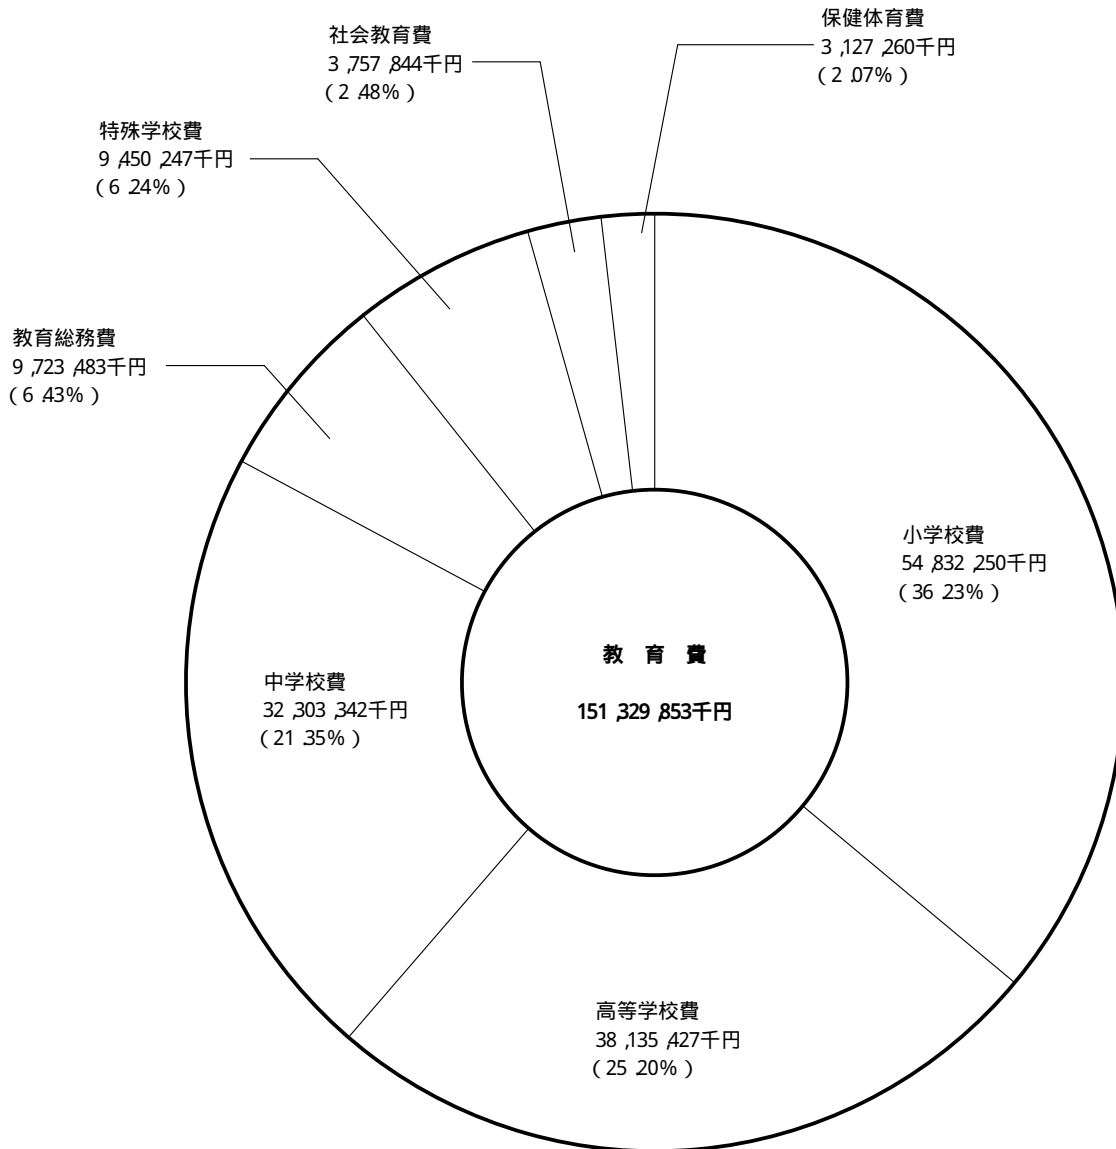 保健体育費
3,127,260千円
(2.07%)
社会教育費
3,757,844千円
(2.48%)
特殊学校費
9,450,247千円
(6.24%)
教育総務費
9,723,483千円
(6.43%)
小学校費
54,832,250千円
(36.23%)
教 育 費
151,329,853千円
中学校費
32,303,342千円
(21.35%)
高等学校費
38,135,427千円
(25.20%)